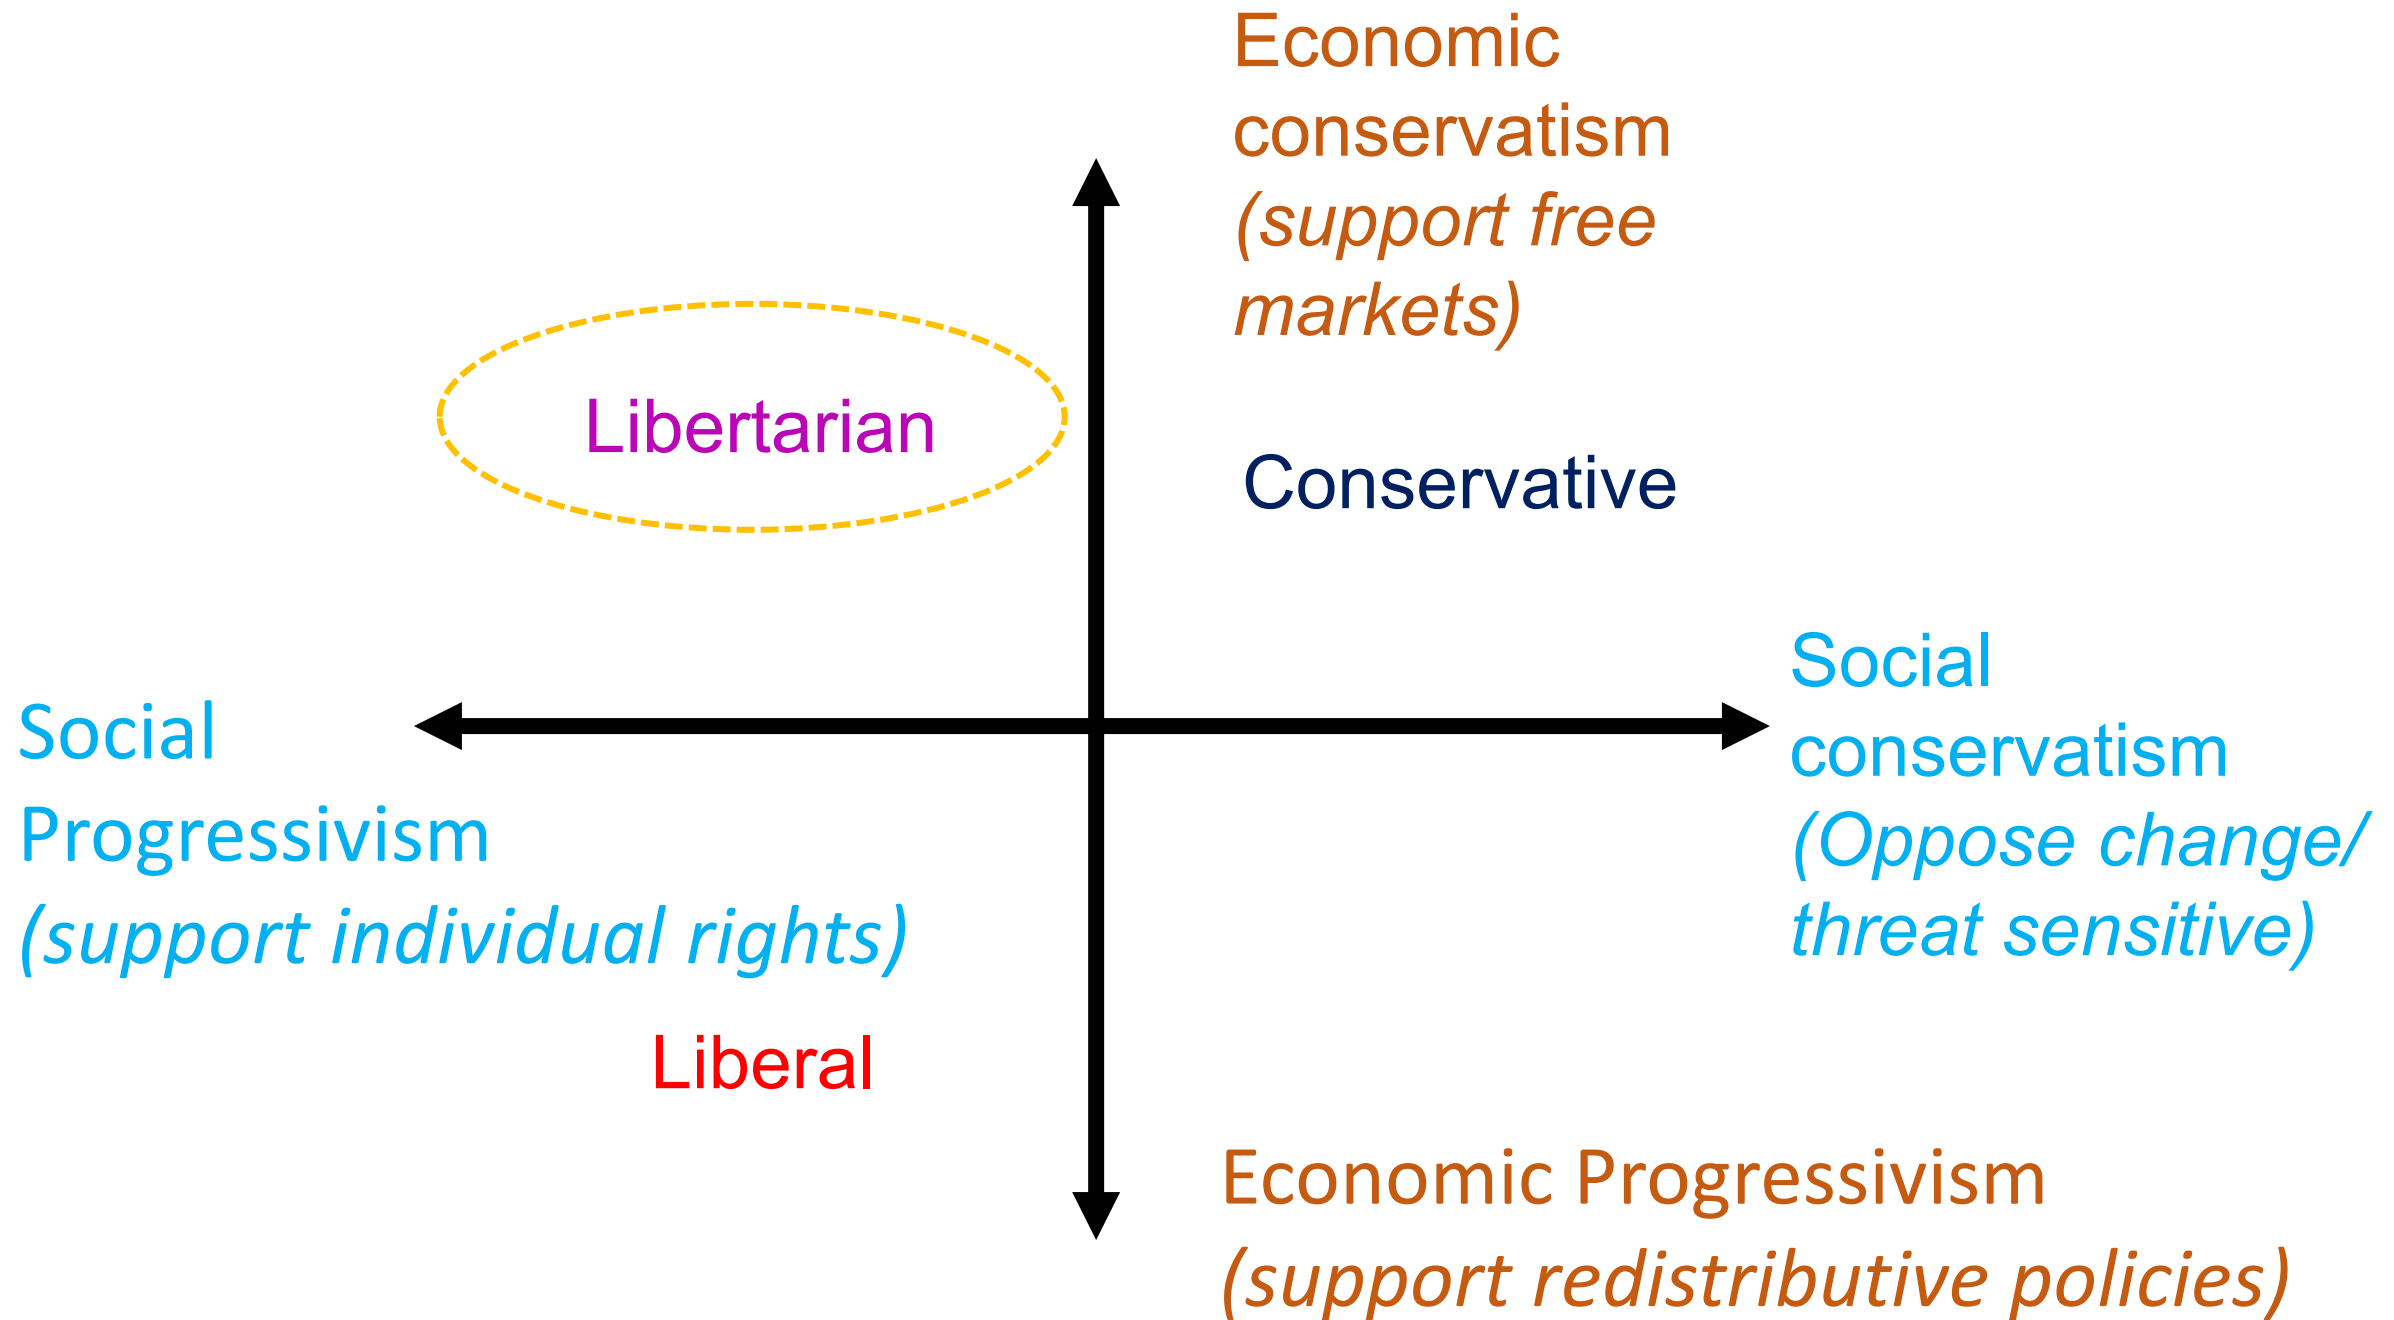 Economic
conservatism
(support free
markets)
Libertarian
Conservative
Social
conservatism
(Oppose change/
threat sensitive)
Social
Progressivism
(support individual rights)
Liberal
Economic Progressivism
(support redistributive policies)